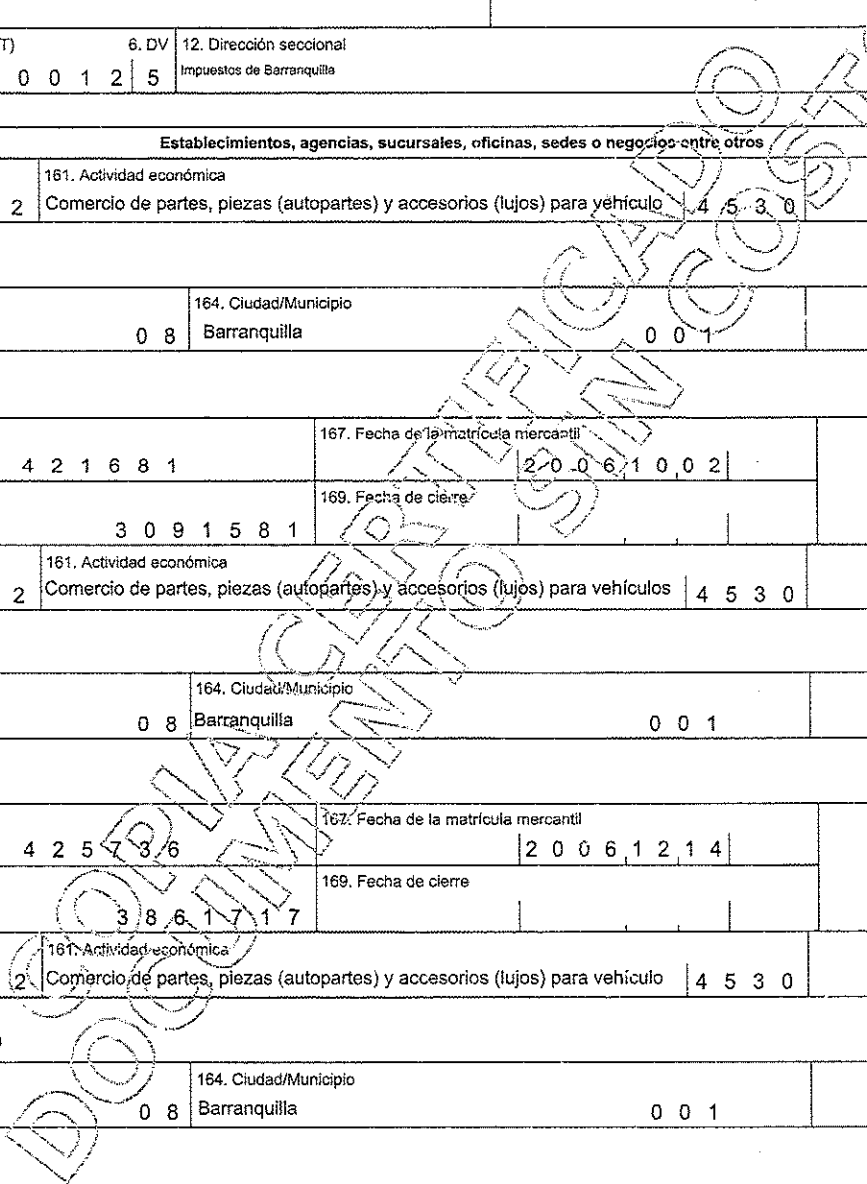 T) 6. DV 12. Dirección seccional
0 0 1 2 5 Impuestos de Barranquilla
Establecimientos, agencias, sucursales, oficinas, sedes o negocios entre otros
161. Actividad económica
2 Comercio de partes, piezas (autopartes) y accesorios (lujos) para vehículo 4 5 3 0
164. Ciudad/Municipio
0 8 Barranquilla 0 0 1
167. Fecha de la matrícula mercantil
4 2 1 6 8 1 2 0 0 6 1 0 0 2
169. Fecha de cierre
3 0 9 1 5 8 1
161. Actividad económica
2 Comercio de partes, piezas (autopartes) y accesorios (lujos) para vehículos 4 5 3 0
164. Ciudad/Municipio
0 8 Barranquilla 0 0 1
167. Fecha de la matrícula mercantil
4 2 5 7 3 6 2 0 0 6 1 2 1 4
169. Fecha de cierre
3 8 6 1 7 1 7
161. Actividad económica
2 Comercio de partes, piezas (autopartes) y accesorios (lujos) para vehículo 4 5 3 0
164. Ciudad/Municipio
0 8 Barranquilla 0 0 1
COPIA CERTIFICADO
DOCUMENTO SIN COST